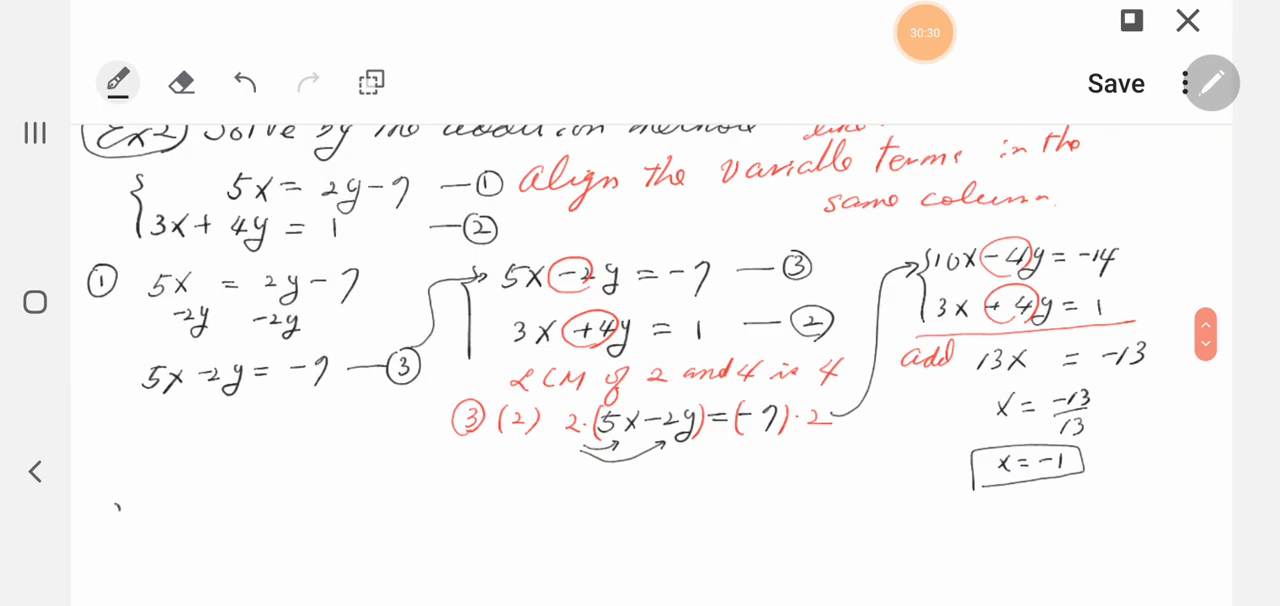 30:30
Save
Ex2) Solve by the addition method
line
5x = 2y - 7 — ① align the variable terms in the
same column.
3x + 4y = 1 — ②
① 5x = 2y - 7
-2y -2y
5x - 2y = -7 — ③
5x - 2y = -7 — ③
3x + 4y = 1 — ②
LCM of 2 and 4 is 4
③ (2) 2·(5x - 2y) = (-7)·2
10x - 4y = -14
3x + 4y = 1
add 13x = -13
x = -13/13
x = -1